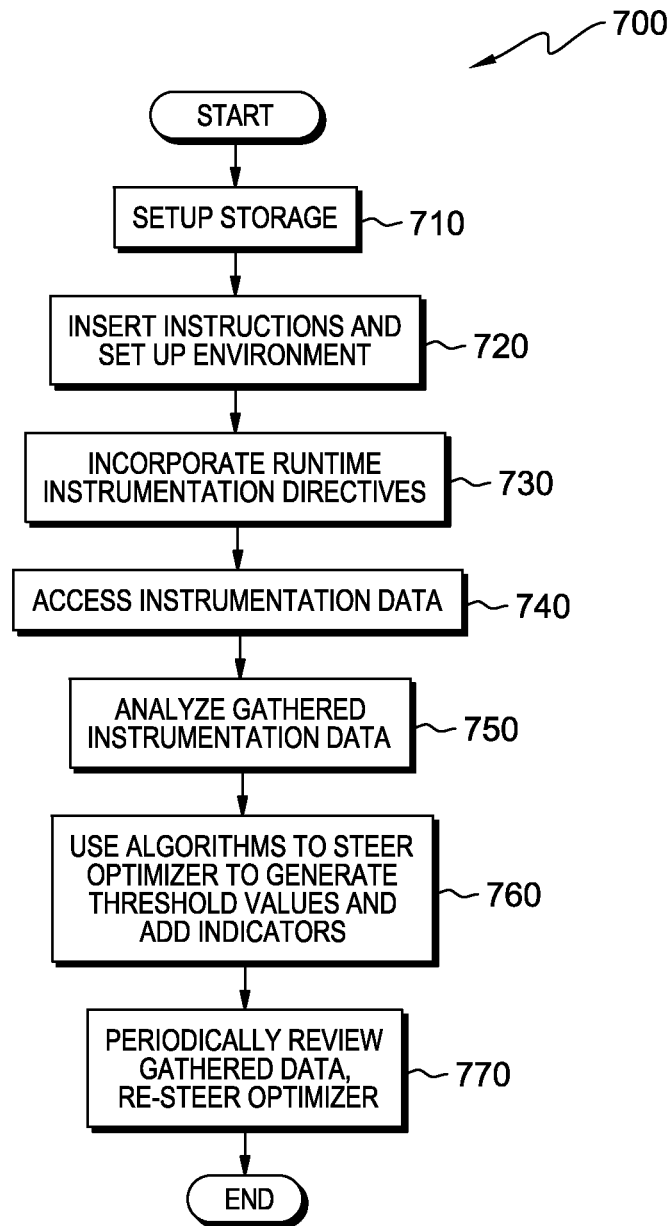 700
START
SETUP STORAGE
710
INSERT INSTRUCTIONS AND
SET UP ENVIRONMENT
720
INCORPORATE RUNTIME
INSTRUMENTATION DIRECTIVES
730
ACCESS INSTRUMENTATION DATA
740
ANALYZE GATHERED
INSTRUMENTATION DATA
750
USE ALGORITHMS TO STEER
OPTIMIZER TO GENERATE
THRESHOLD VALUES AND
ADD INDICATORS
760
PERIODICALLY REVIEW
GATHERED DATA,
RE-STEER OPTIMIZER
770
END